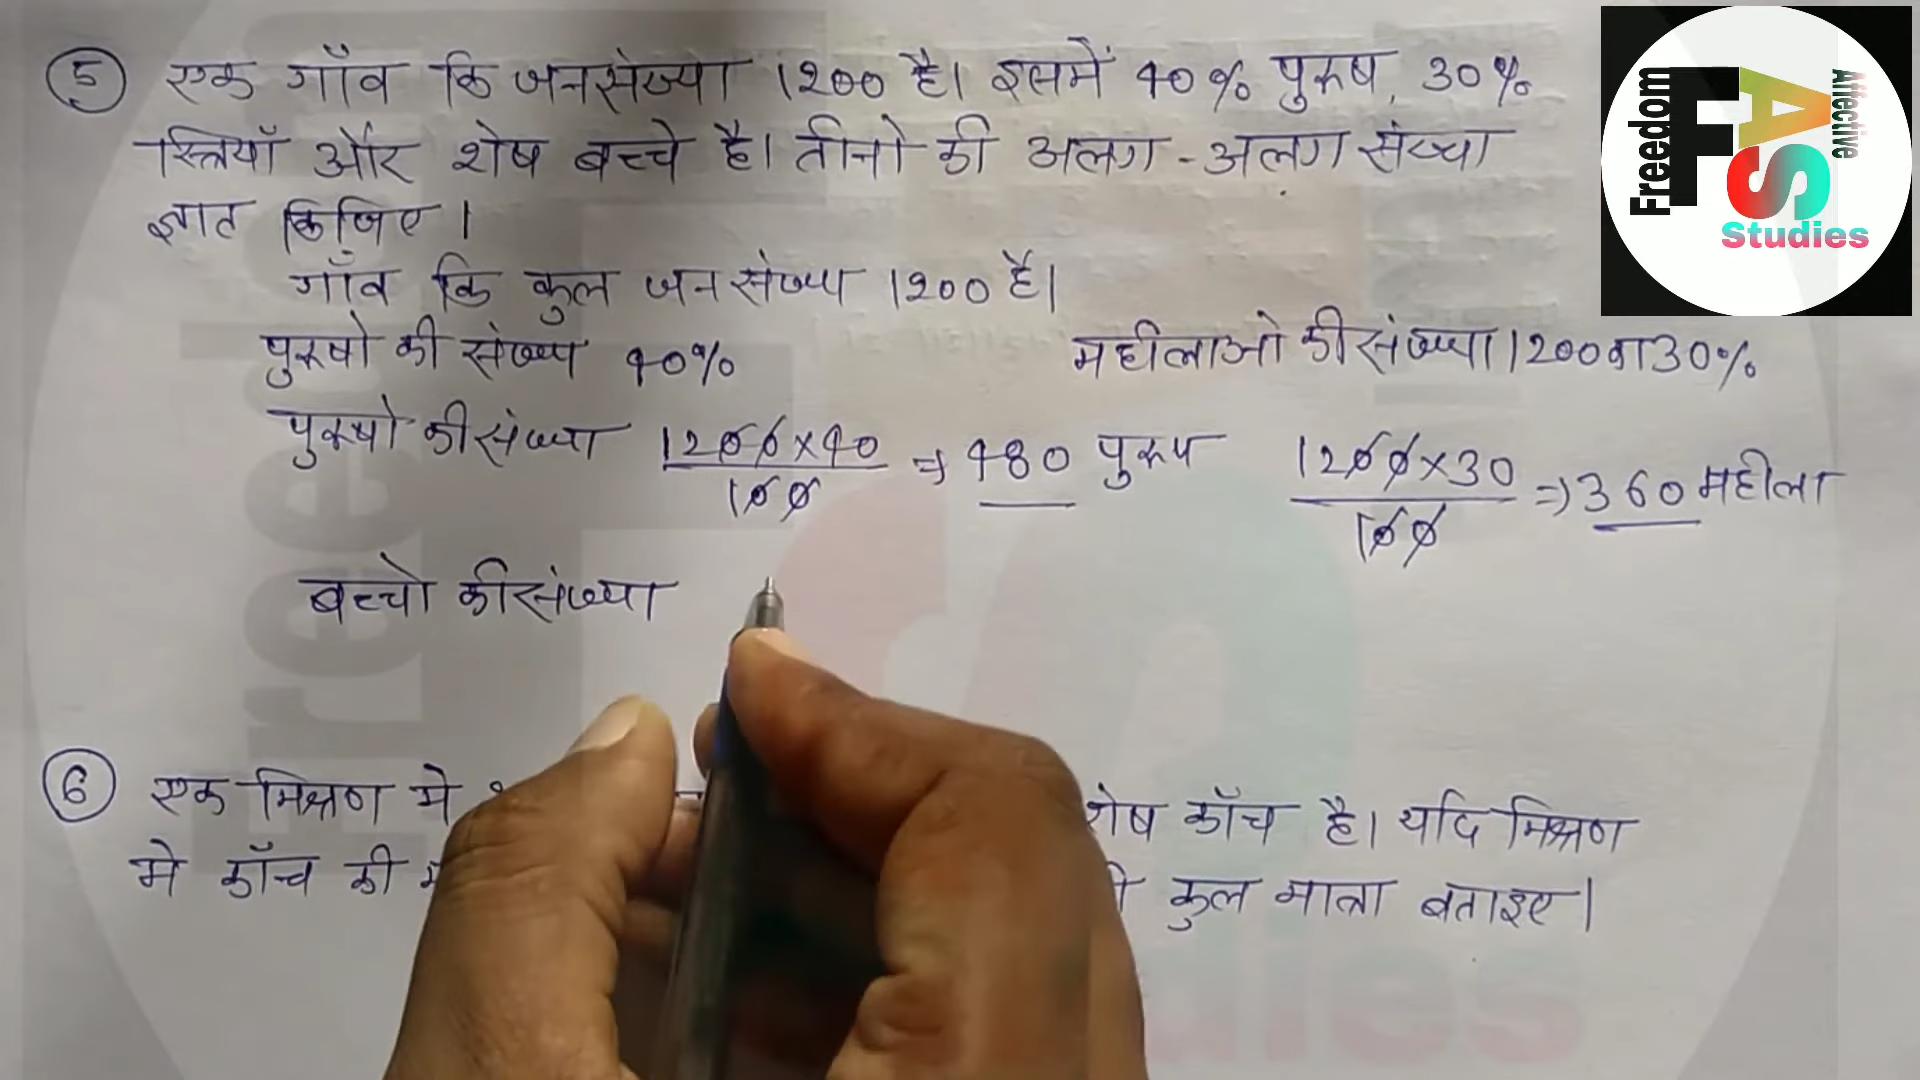 5 एक गाँव कि जनसंख्या 1200 है। इसमें 40% पुरुष, 30%
स्त्रियाँ और शेष बच्चे है। तीनो की अलग-अलग संख्या
ज्ञात किजिए।
गाँव कि कुल जनसंख्या 1200 है।
पुरुषो की संख्या 40%
महीलाओ की संख्या 1200 का 30%
पुरुषो की संख्या 1200×40/100 ⇒ 480 पुरुष
1200×30/100 ⇒ 360 महीला
बच्चो की संख्या
6 एक मिश्रण मे शेष काँच है। यदि मिश्रण
मे काँच की कुल मात्रा बताइए।
Freedom
FAS
Affective
Studies